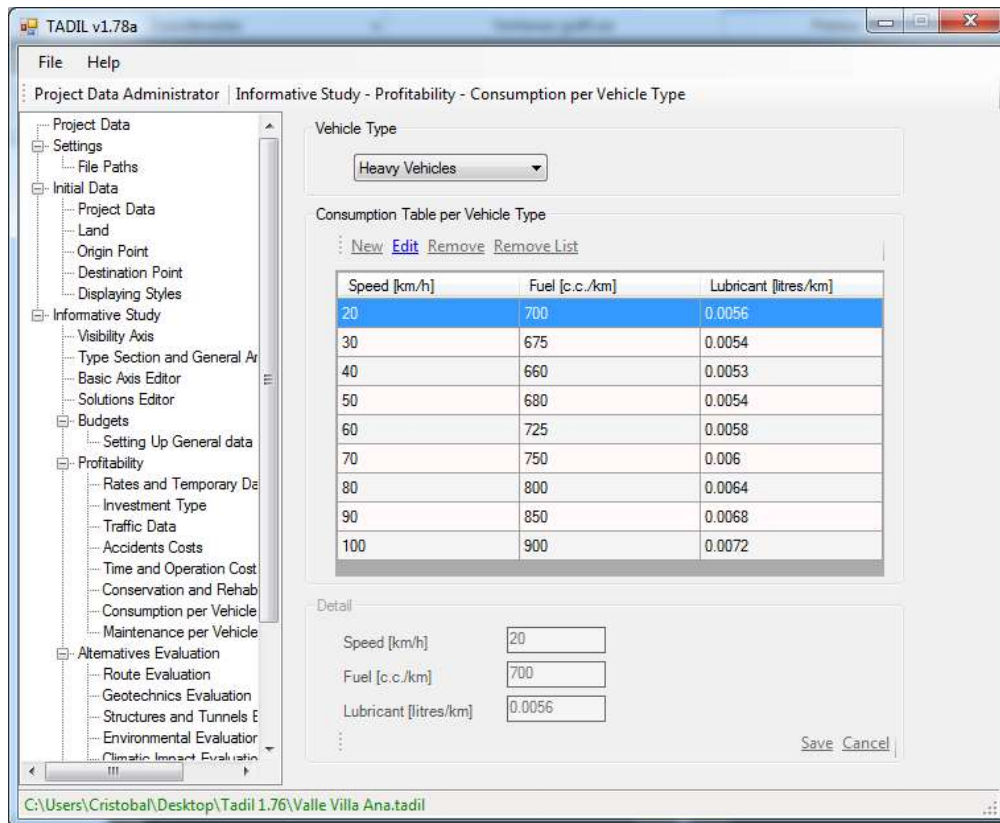 TADIL v1.78a
File Help
Project Data Administrator Informative Study - Profitability - Consumption per Vehicle Type
Project Data
Settings
File Paths
Initial Data
Project Data
Land
Origin Point
Destination Point
Displaying Styles
Informative Study
Visibility Axis
Type Section and General Ar
Basic Axis Editor
Solutions Editor
Budgets
Setting Up General data
Profitability
Rates and Temporary Da
Investment Type
Traffic Data
Accidents Costs
Time and Operation Cost
Conservation and Rehab
Consumption per Vehicle
Maintenance per Vehicle
Alternatives Evaluation
Route Evaluation
Geotechnics Evaluation
Structures and Tunnels E
Environmental Evaluation
Climatic Impact Evaluatio
Vehicle Type
Heavy Vehicles
Consumption Table per Vehicle Type
New Edit Remove Remove List
Speed [km/h] Fuel [c.c./km] Lubricant [litres/km]
20 700 0.0056
30 675 0.0054
40 660 0.0053
50 680 0.0054
60 725 0.0058
70 750 0.006
80 800 0.0064
90 850 0.0068
100 900 0.0072
Detail
Speed [km/h] 20
Fuel [c.c./km] 700
Lubricant [litres/km] 0.0056
Save Cancel
C:\Users\Cristobal\Desktop\Tadil 1.76\Valle Villa Ana.tadil